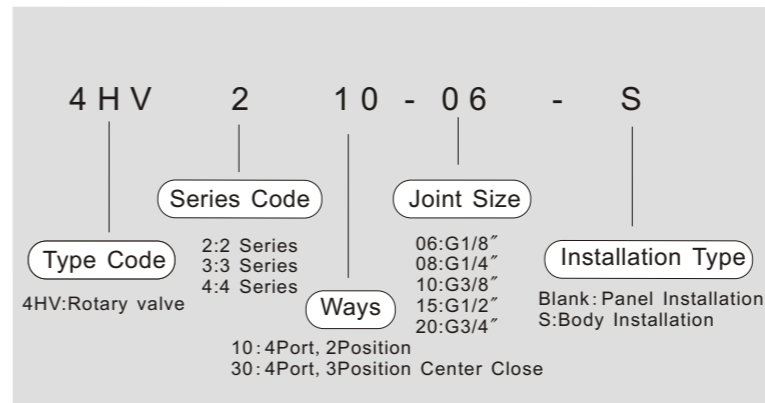 4HV 2 10 - 06 - S
Series Code
2:2 Series
3:3 Series
4:4 Series
Joint Size
06:G1/8″
08:G1/4″
10:G3/8″
15:G1/2″
20:G3/4″
Type Code
4HV:Rotary valve
Installation Type
Blank:Panel Installation
S:Body Installation
Ways
10:4Port, 2Position
30:4Port, 3Position Center Close